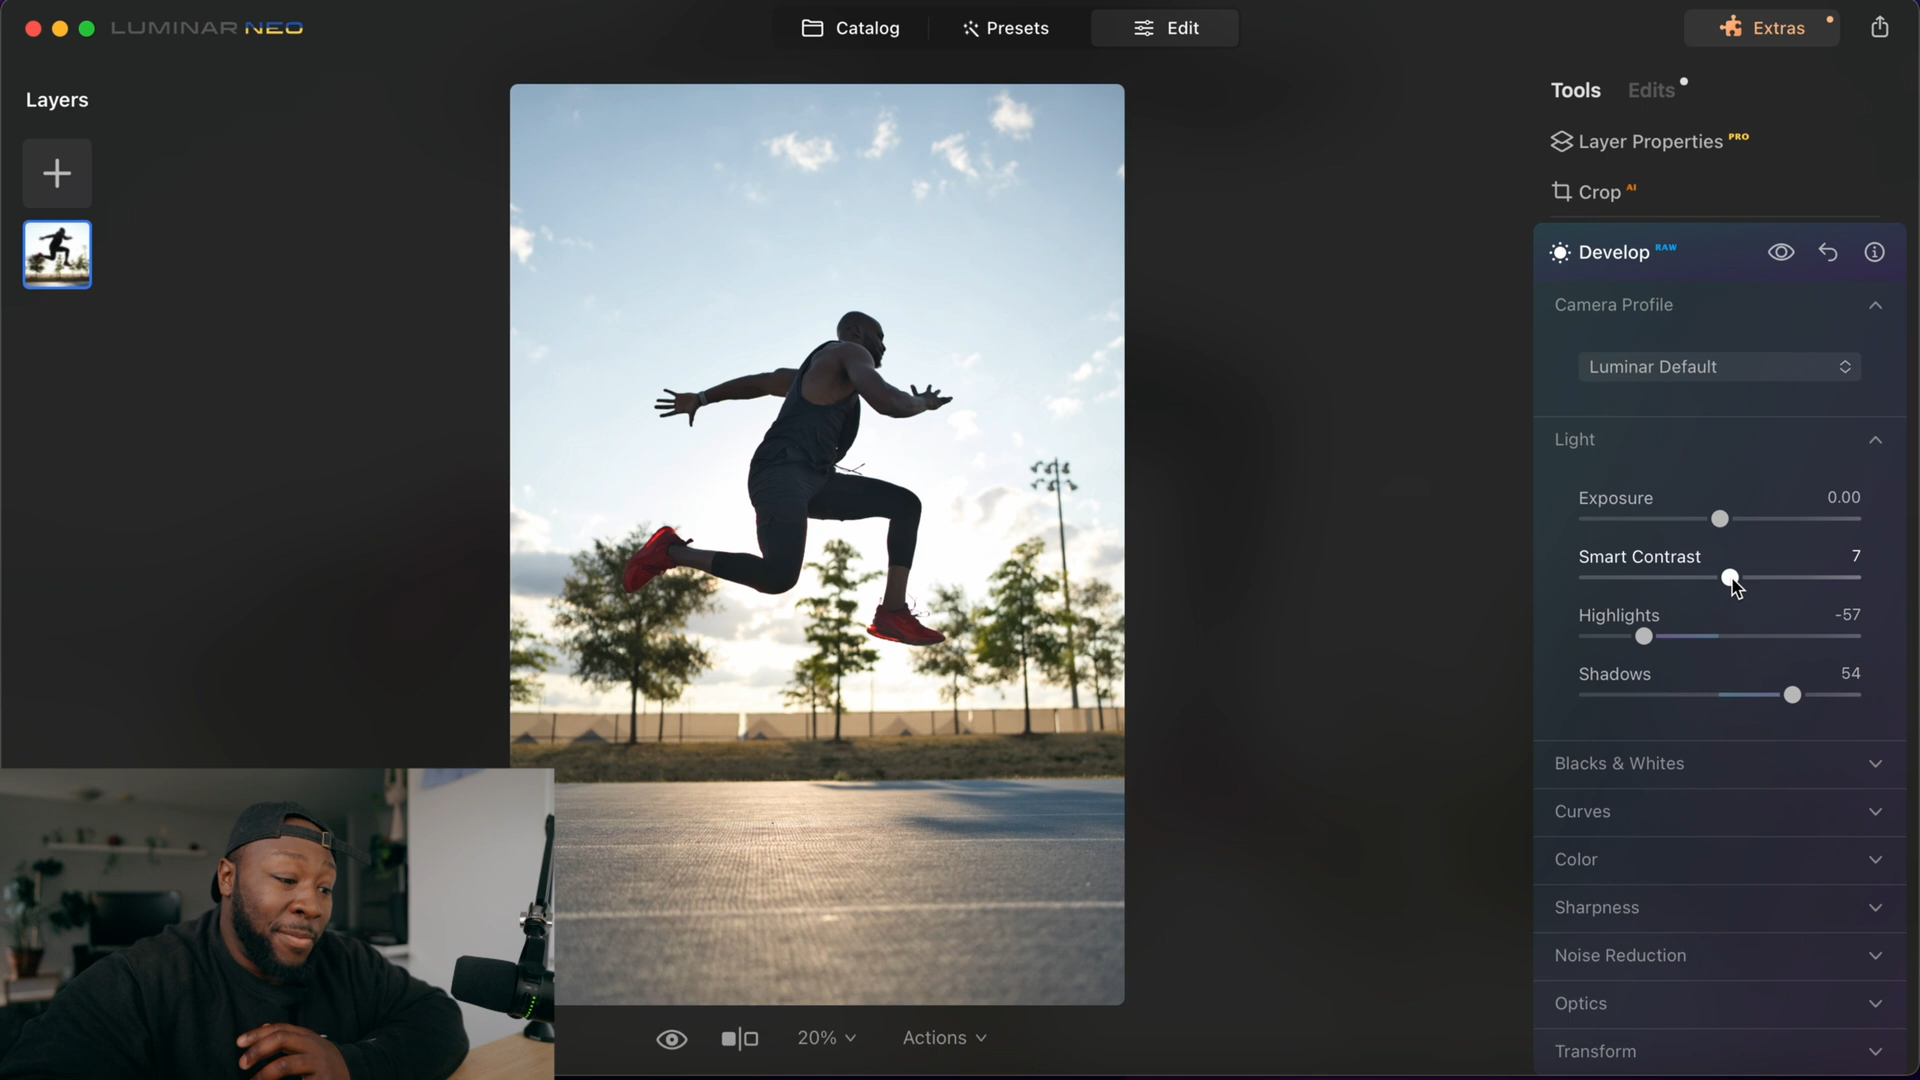 LUMINAR NEO
Catalog
Presets
Edit
Extras
Layers
Tools
Edits
Layer Properties PRO
Crop AI
Develop RAW
Camera Profile
Luminar Default
Light
Exposure 0.00
Smart Contrast 7
Highlights -57
Shadows 54
Blacks & Whites
Curves
Color
Sharpness
Noise Reduction
Optics
Transform
20%
Actions